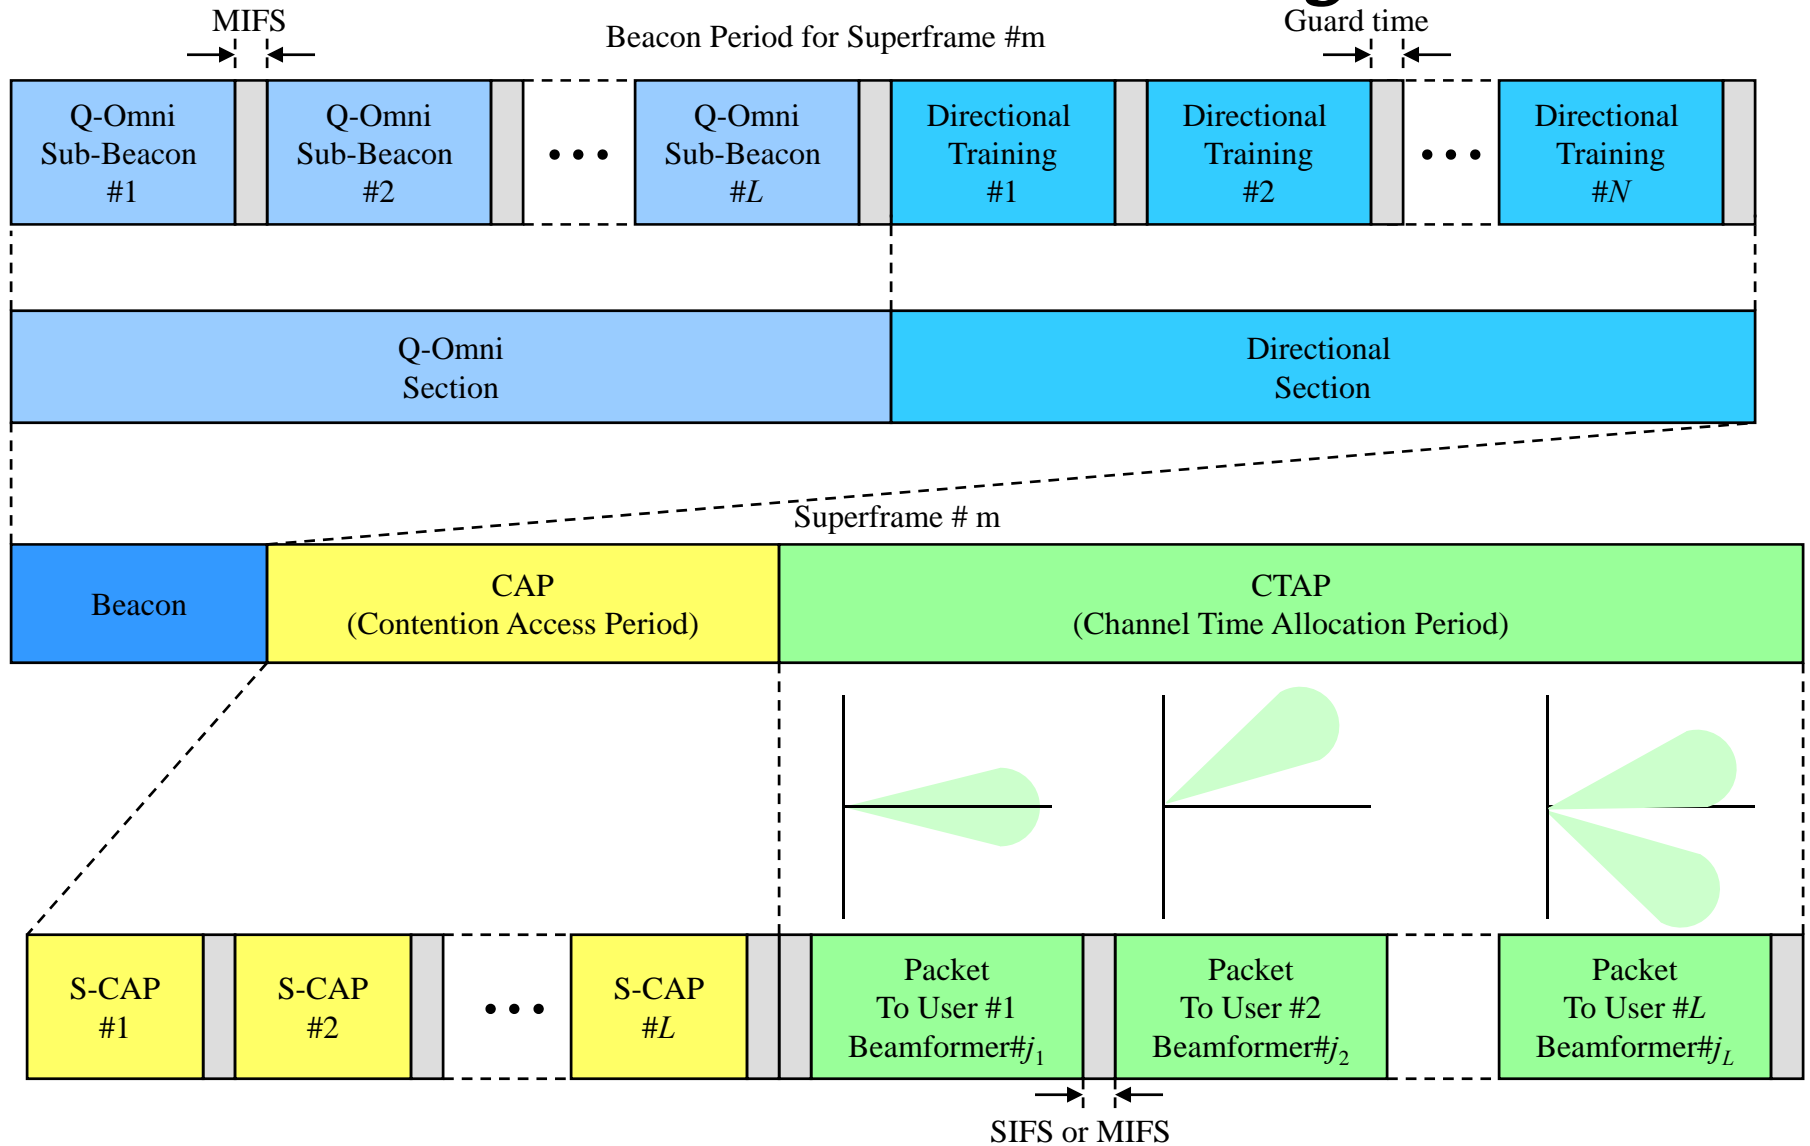 g
MIFS
Beacon Period for Superframe #m
Guard time
Q-Omni
Sub-Beacon
#1
Q-Omni
Sub-Beacon
#2
•••
Q-Omni
Sub-Beacon
#L
Directional
Training
#1
Directional
Training
#2
•••
Directional
Training
#N
Q-Omni
Section
Directional
Section
Superframe # m
Beacon
CAP
(Contention Access Period)
CTAP
(Channel Time Allocation Period)
S-CAP
#1
S-CAP
#2
•••
S-CAP
#L
Packet
To User #1
Beamformer#j1
Packet
To User #2
Beamformer#j2
Packet
To User #L
Beamformer#jL
SIFS or MIFS